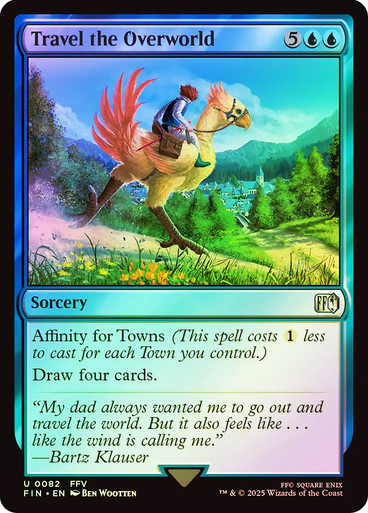 Travel the Overworld 5
Sorcery
FFV
Affinity for Towns (This spell costs 1 less
to cast for each Town you control.)
Draw four cards.
“My dad always wanted me to go out and
travel the world. But it also feels like . . .
like the wind is calling me.”
—Bartz Klauser
U 0082 FFV
FIN • EN Ben Wootten
FF© SQUARE ENIX
™ & © 2025 Wizards of the Coast